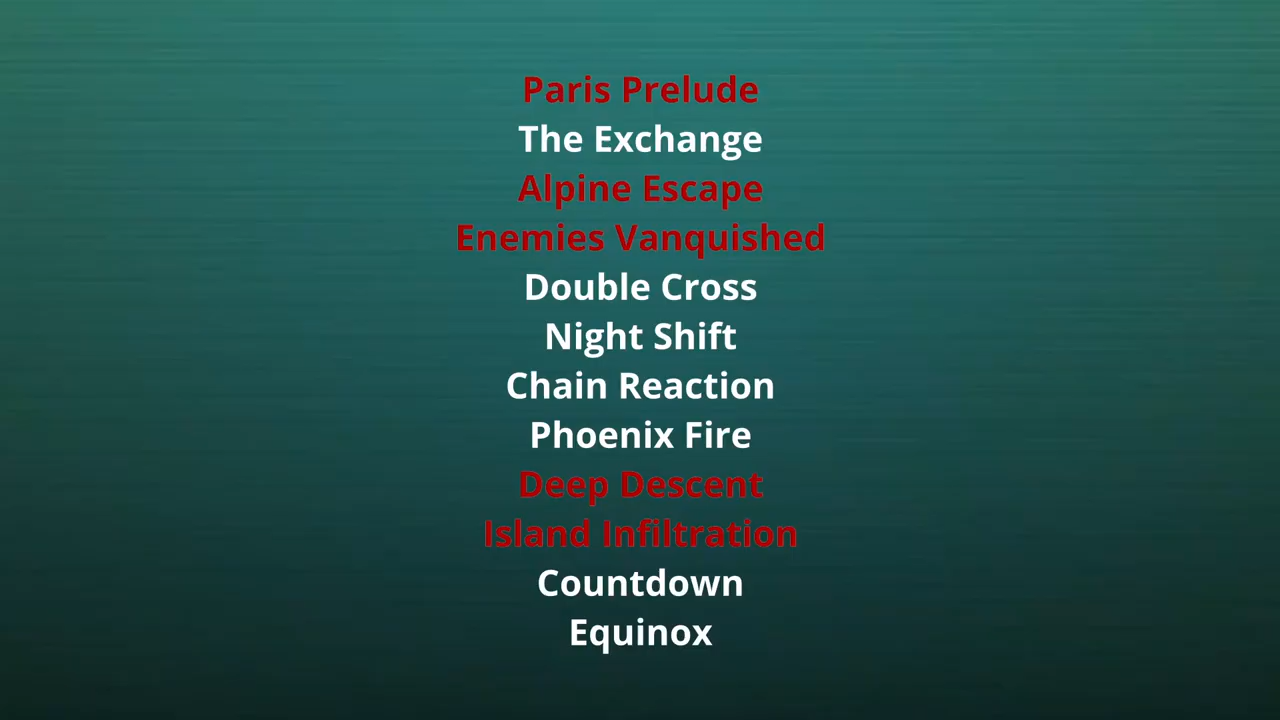 Paris Prelude
The Exchange
Alpine Escape
Enemies Vanquished
Double Cross
Night Shift
Chain Reaction
Phoenix Fire
Deep Descent
Island Infiltration
Countdown
Equinox